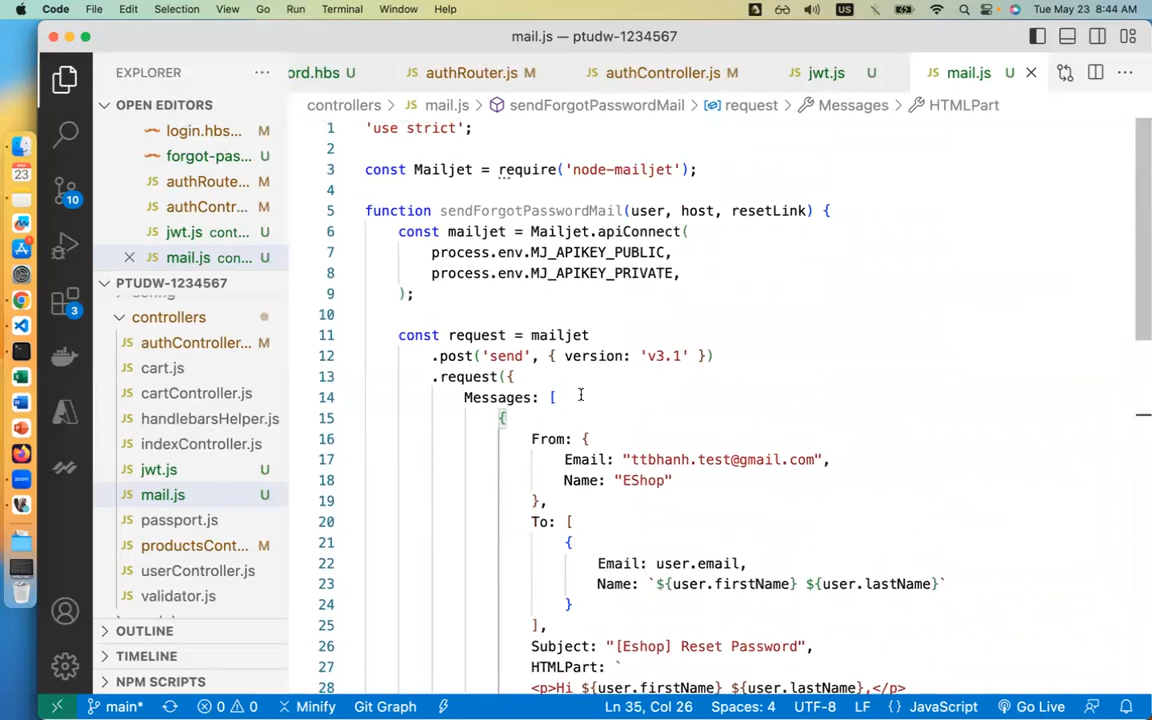 Code File Edit Selection View Go Run Terminal Window Help US Tue May 23 8:44 AM
mail.js — ptudw-1234567
EXPLORER
ord.hbs U authRouter.js M authController.js M jwt.js U mail.js U
OPEN EDITORS
login.hbs... M
forgot-pas... U
authRoute... M
authContr... M
jwt.js cont... U
mail.js con... U
PTUDW-1234567
controllers
authController... M
cart.js
cartController.js
handlebarsHelper.js
indexController.js
jwt.js U
mail.js U
passport.js
productsCont... M
userController.js
validator.js
OUTLINE
TIMELINE
NPM SCRIPTS
23
10
3
zoom
controllers JS mail.js sendForgotPasswordMail request Messages HTMLPart
1 'use strict';
2
3 const Mailjet = require('node-mailjet');
4
5 function sendForgotPasswordMail(user, host, resetLink) {
6 const mailjet = Mailjet.apiConnect(
7 process.env.MJ_APIKEY_PUBLIC,
8 process.env.MJ_APIKEY_PRIVATE,
9 );
10
11 const request = mailjet
12 .post('send', { version: 'v3.1' })
13 .request({
14 Messages: [
15 {
16 From: {
17 Email: "ttbhanh.test@gmail.com",
18 Name: "EShop"
19 },
20 To: [
21 {
22 Email: user.email,
23 Name: `${user.firstName} ${user.lastName}`
24 }
25 ],
26 Subject: "[Eshop] Reset Password",
27 HTMLPart: `
28 <p>Hi ${user.firstName} ${user.lastName},</p>
main* 0 0 Minify Git Graph Ln 35, Col 26 Spaces: 4 UTF-8 LF {} JavaScript Go Live